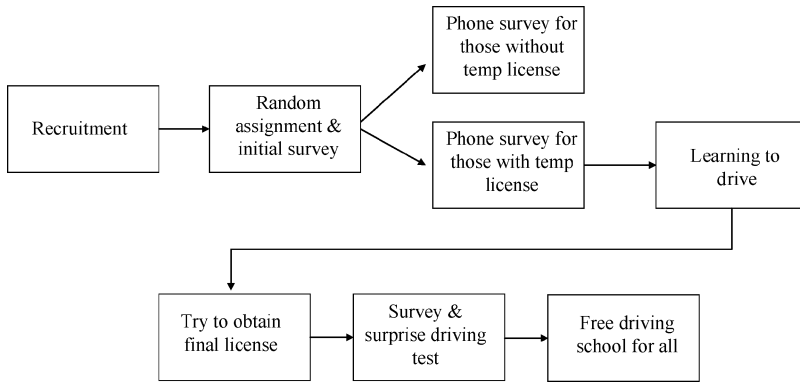 Recruitment
Random
assignment &
initial survey
Phone survey for
those without
temp license
Phone survey for
those with temp
license
Learning to
drive
Try to obtain
final license
Survey &
surprise driving
test
Free driving
school for all